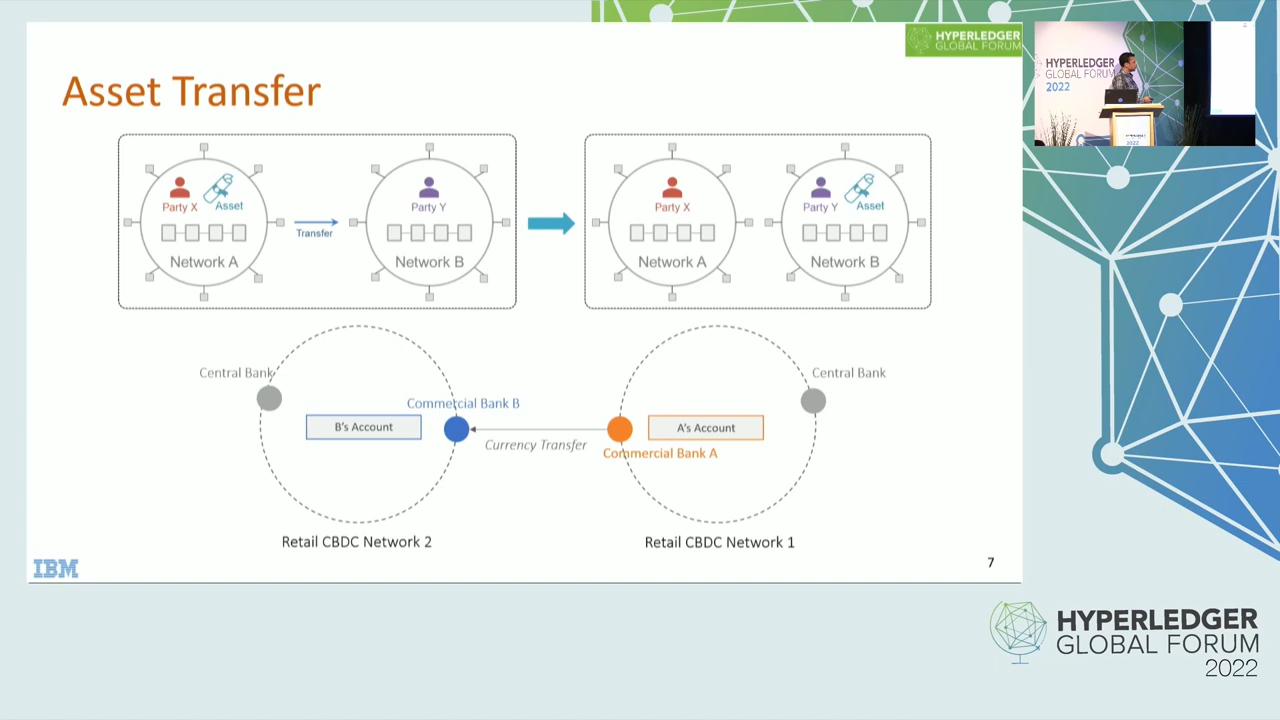 HYPERLEDGER
GLOBAL FORUM
HYPERLEDGER
GLOBAL FORUM
2022
2022
Asset Transfer
Party X
Asset
Network A
Transfer
Party Y
Network B
Party X
Network A
Party Y
Asset
Network B
Central Bank
Commercial Bank B
B's Account
Currency Transfer
Central Bank
A's Account
Commercial Bank A
Retail CBDC Network 2
Retail CBDC Network 1
IBM
7
HYPERLEDGER
GLOBAL FORUM
2022